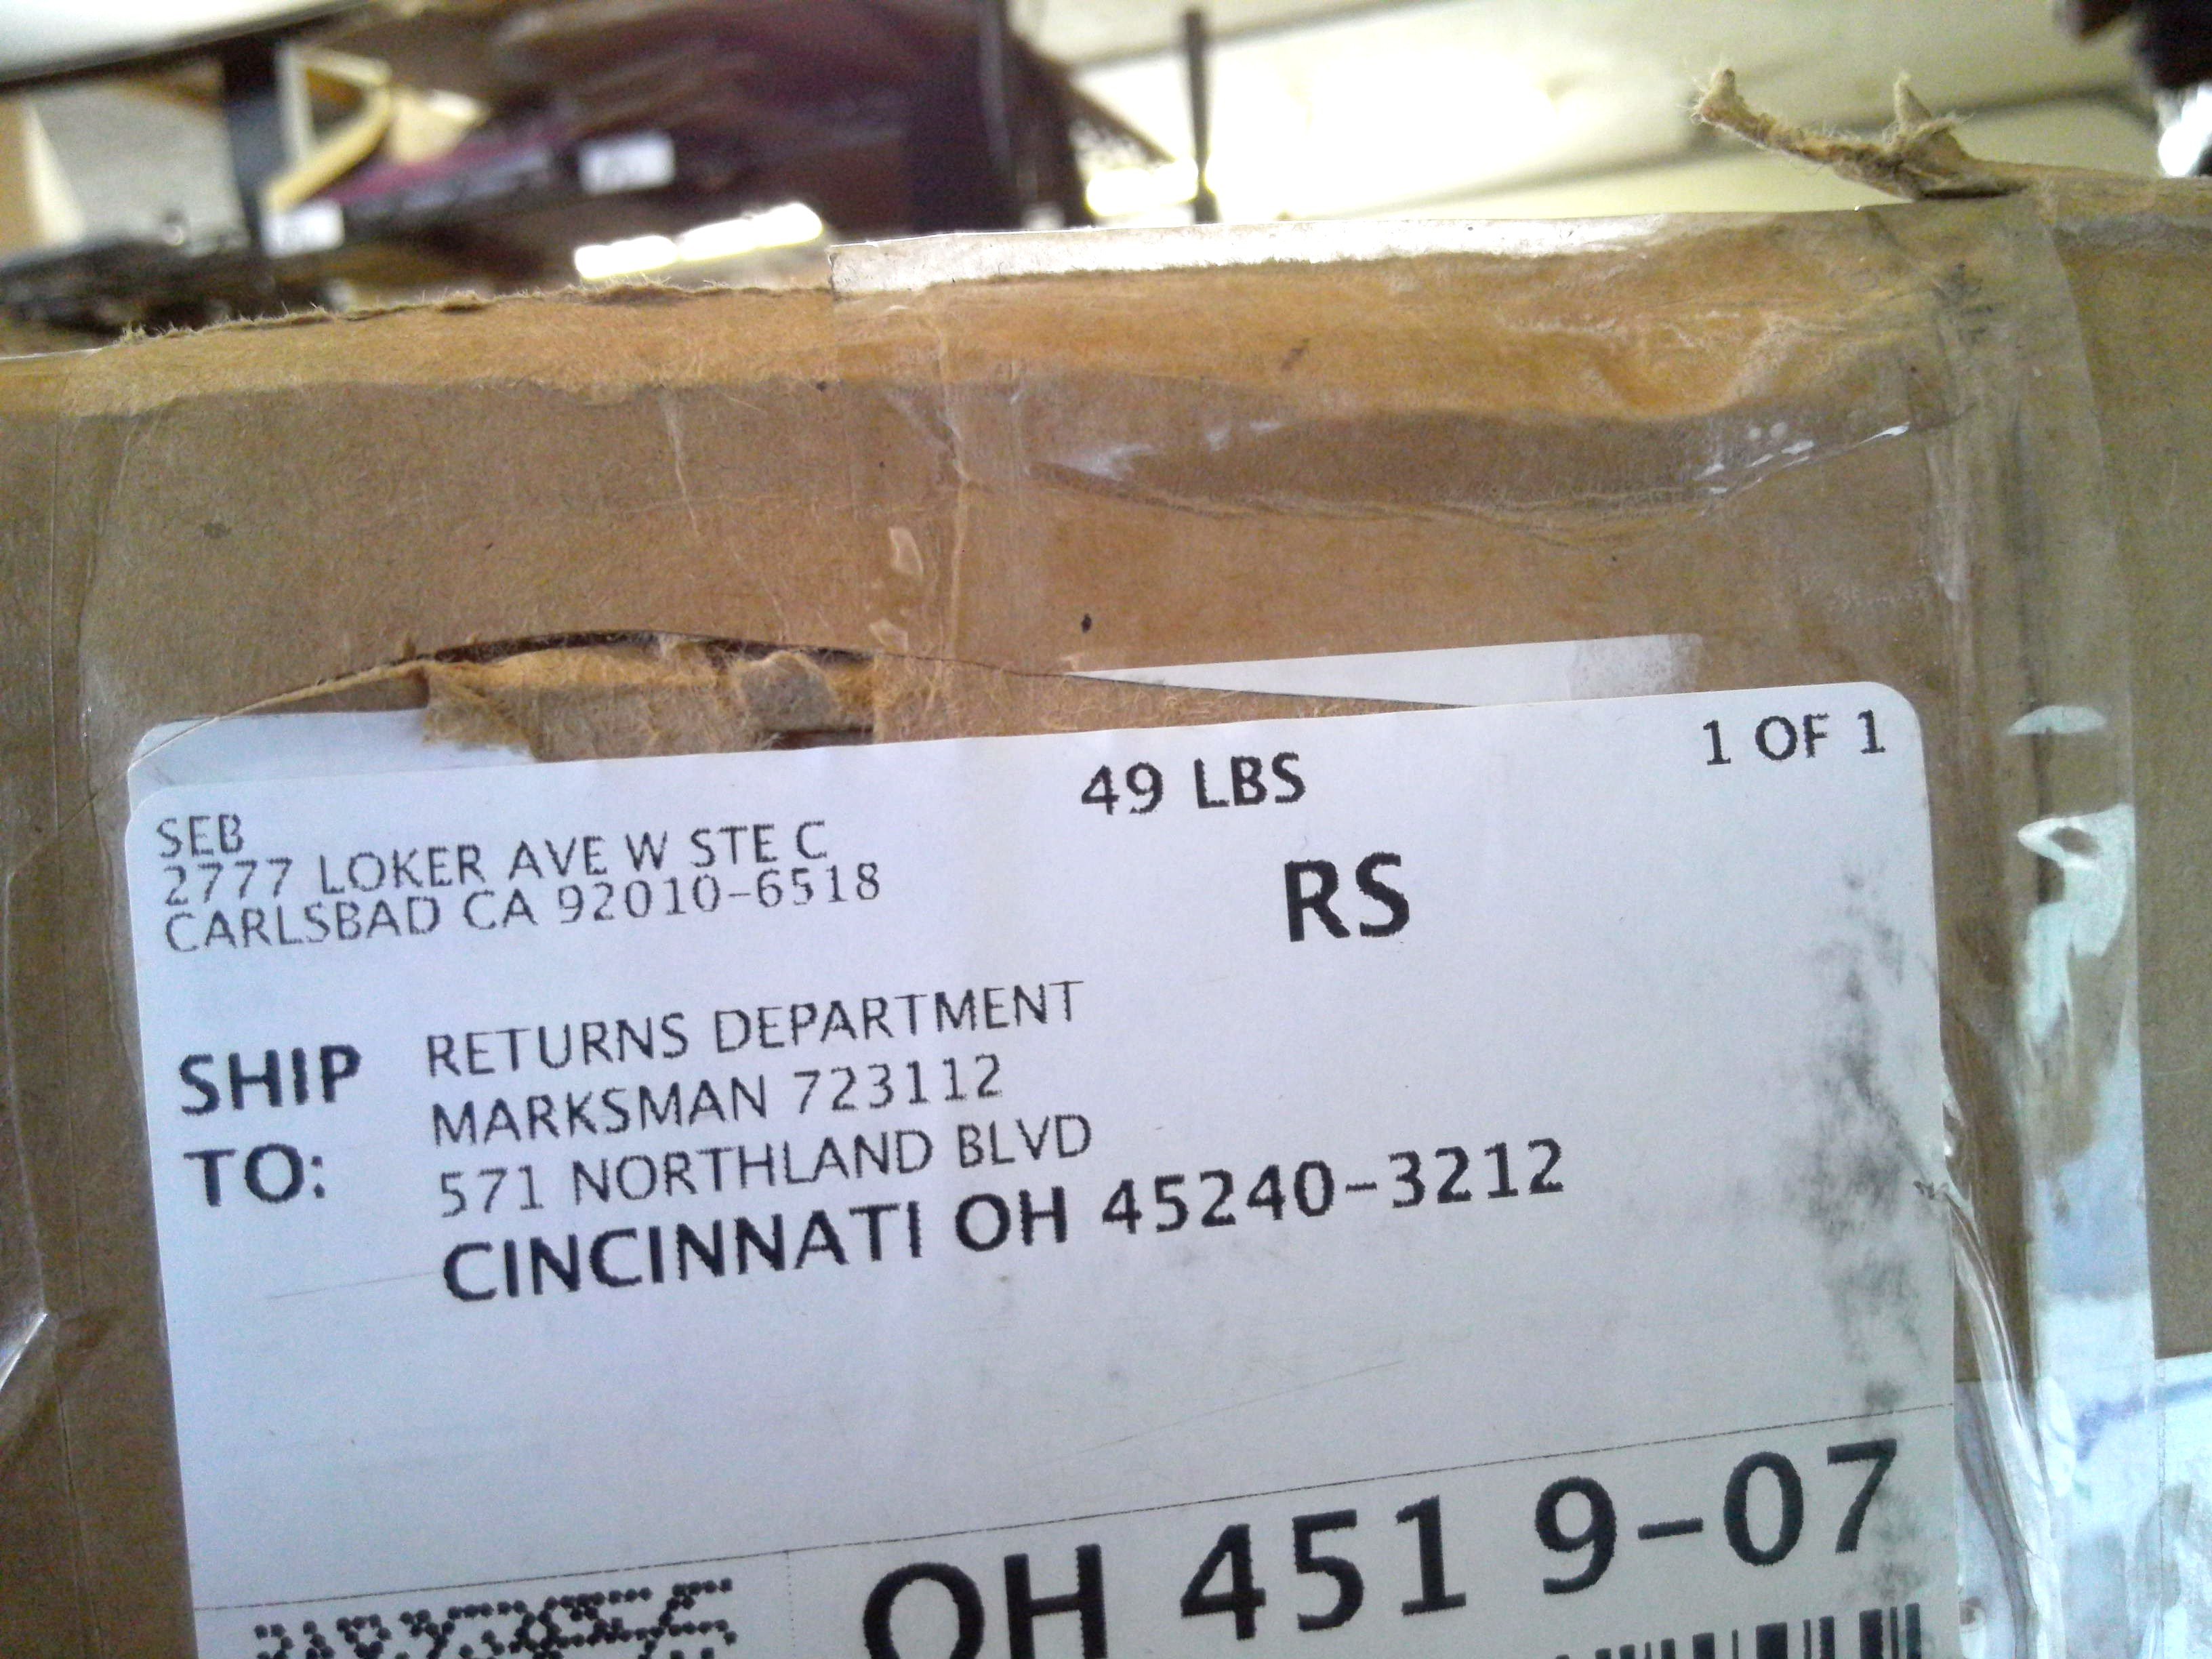 49 LBS
1 OF 1
SEB
2777 LOKER AVE W STE C
CARLSBAD CA 92010-6518
RS
SHIP TO:
RETURNS DEPARTMENT
MARKSMAN 723112
571 NORTHLAND BLVD
CINCINNATI OH 45240-3212
OH 451 9-07